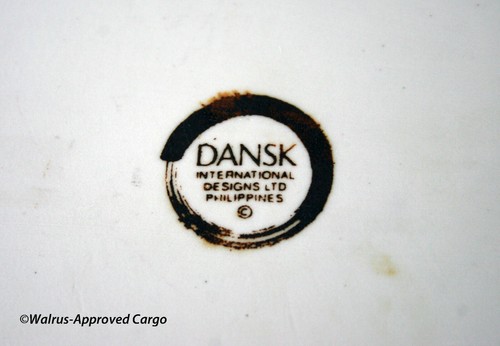 DANSK
INTERNATIONAL
DESIGNS LTD
PHILIPPINES
©
©Walrus-Approved Cargo